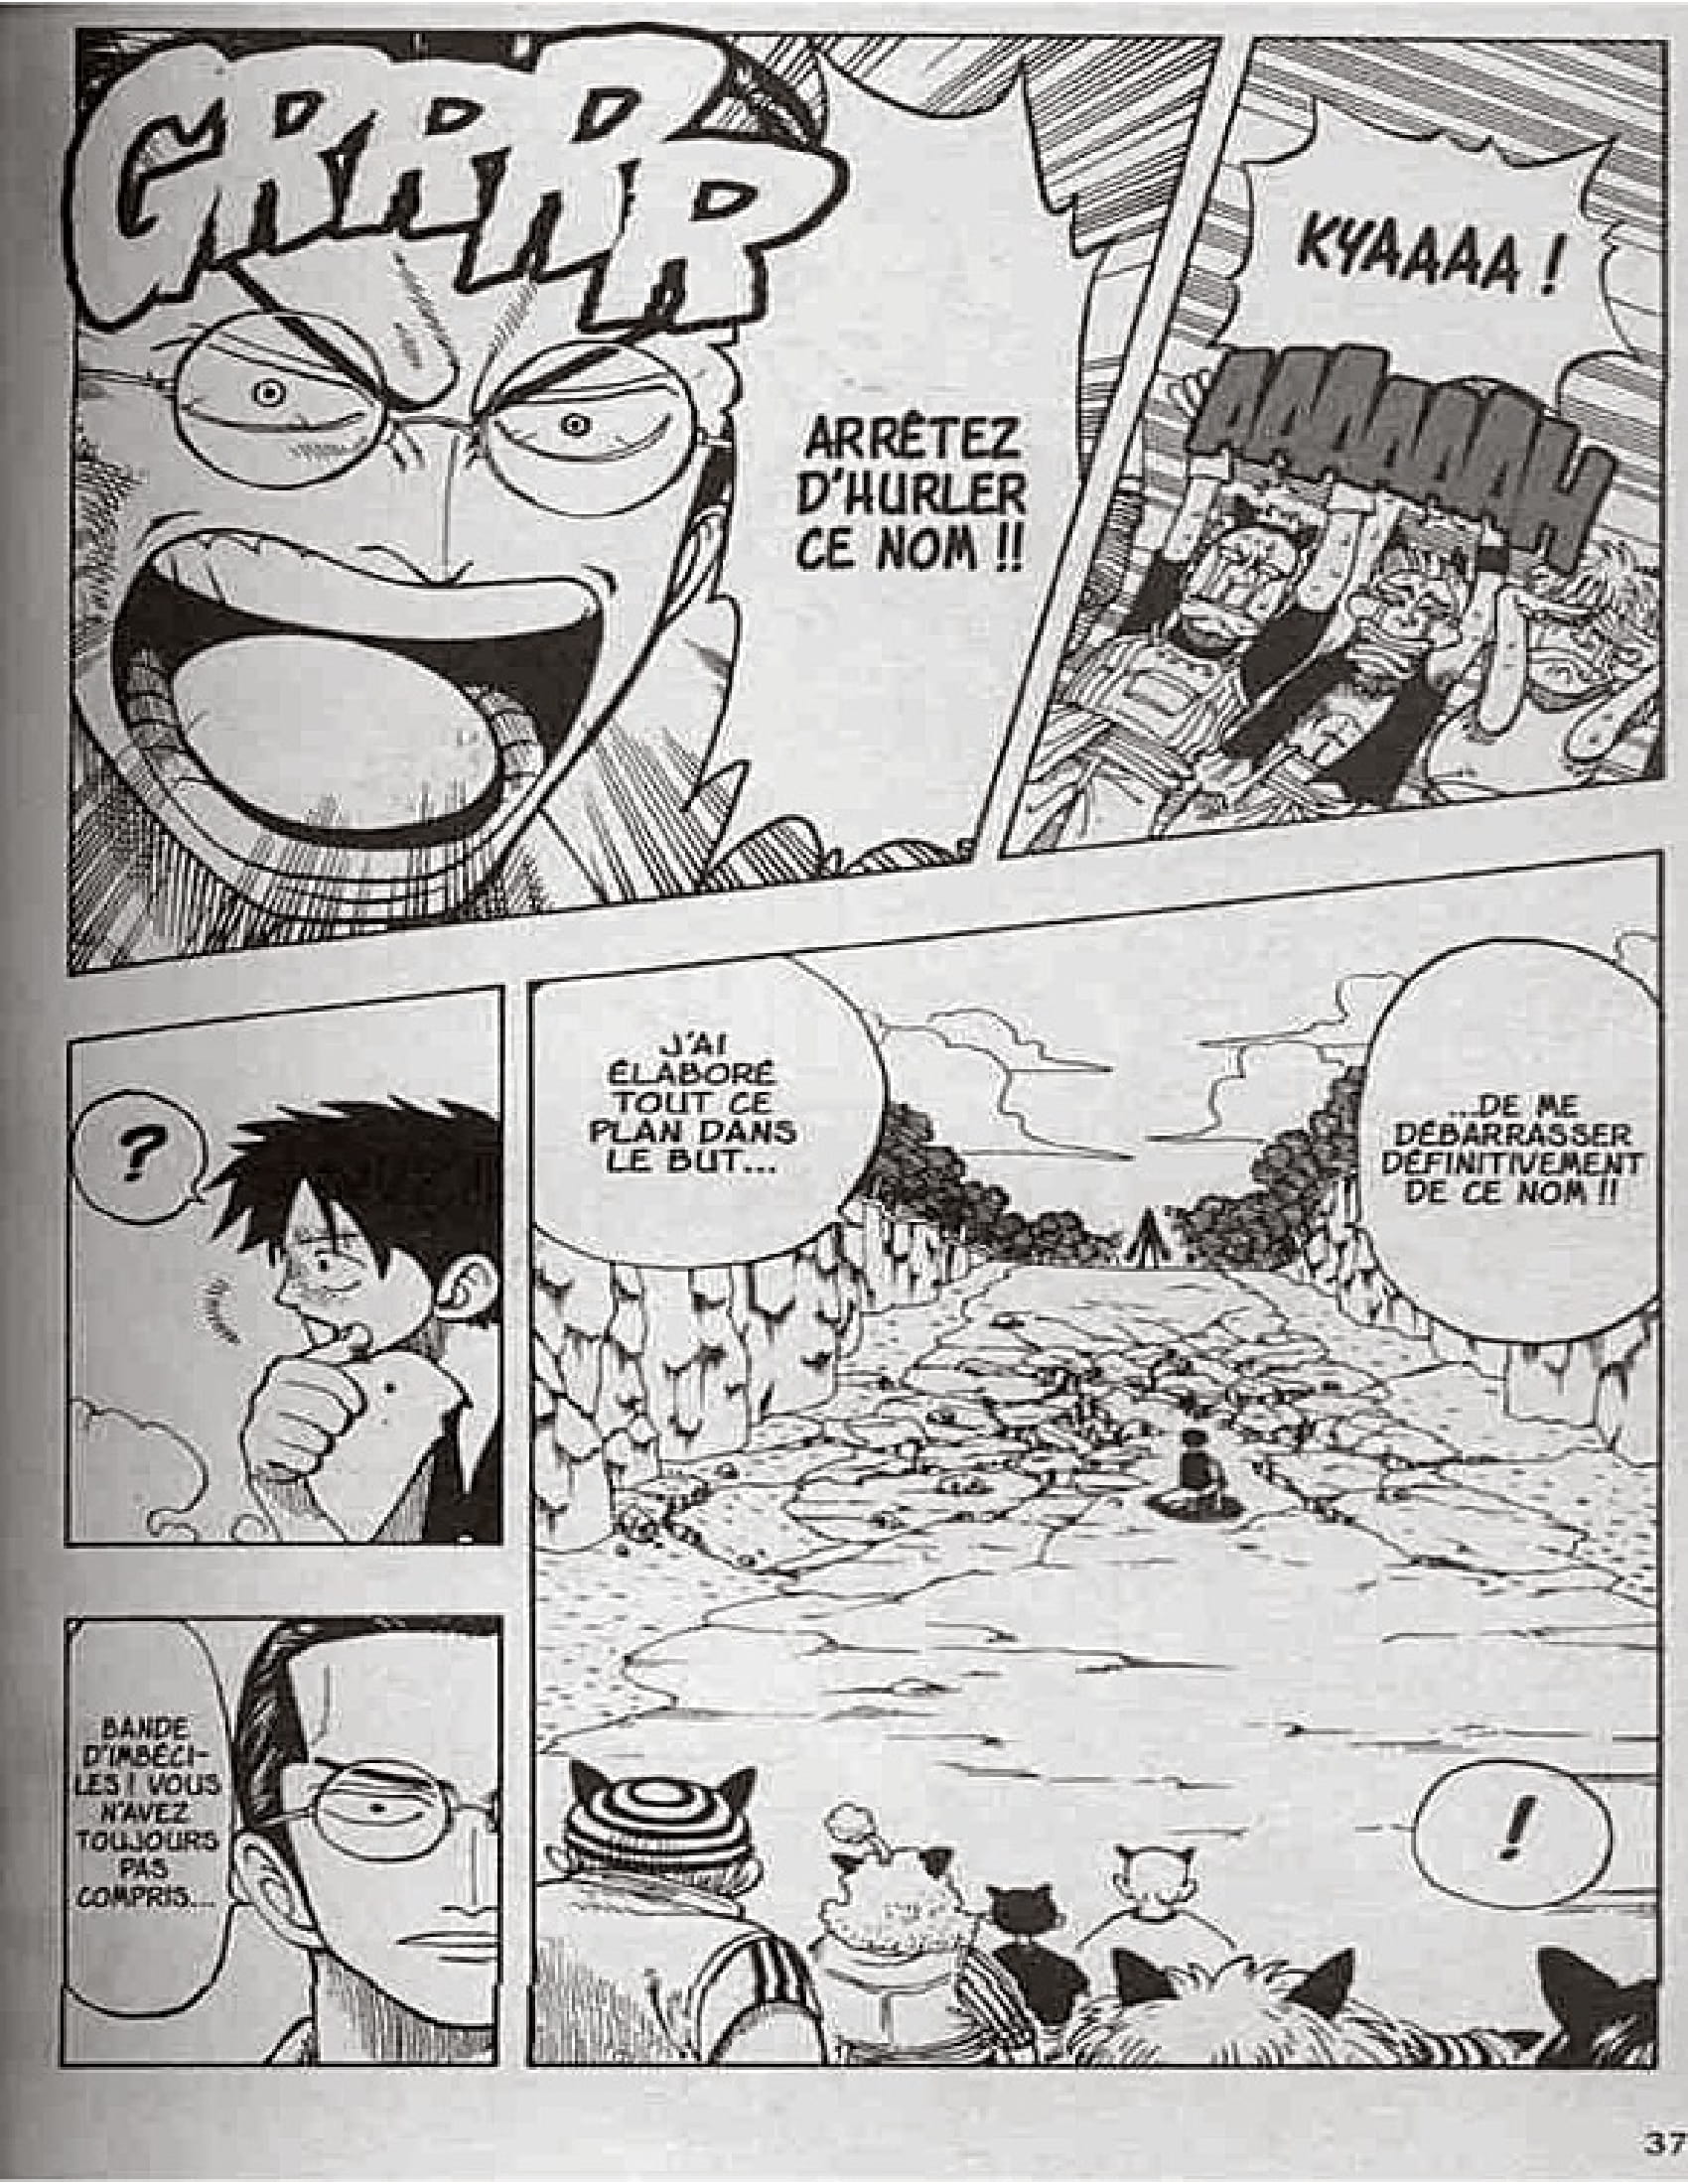 KYAAAA !
AAAAAAAH
GRRRR
ARRÊTEZ
D'HURLER
CE NOM !!
J'AI
ÉLABORÉ
TOUT CE
PLAN DANS
LE BUT...
...DE ME
DÉBARRASSER
DÉFINITIVEMENT
DE CE NOM !!
!
?
BANDE
D'IMBÉCI-
LES ! VOUS
N'AVEZ
TOUJOURS
PAS
COMPRIS...
37